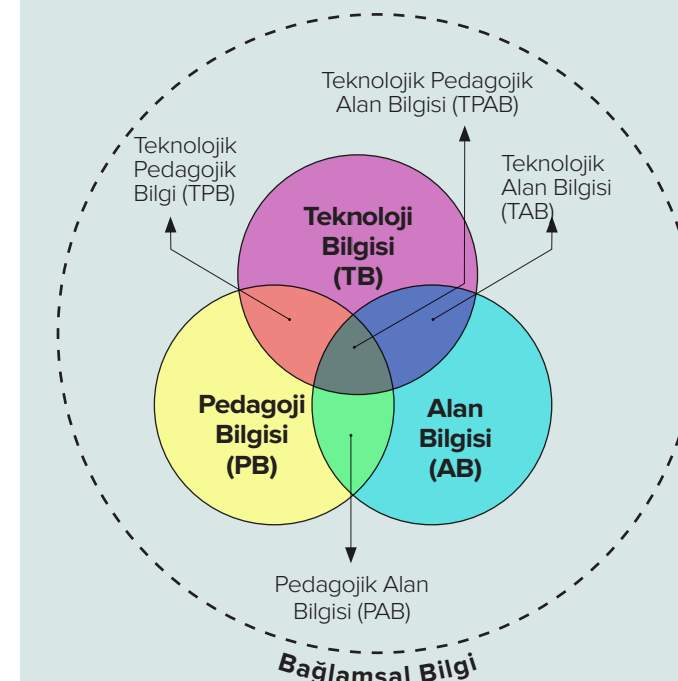 Teknolojik Pedagojik
Alan Bilgisi (TPAB)
Teknolojik
Pedagojik
Bilgi (TPB)
Teknolojik
Alan Bilgisi
(TAB)
Teknoloji
Bilgisi
(TB)
Pedagoji
Bilgisi
(PB)
Alan
Bilgisi
(AB)
Pedagojik Alan
Bilgisi (PAB)
Bağlamsal Bilgi